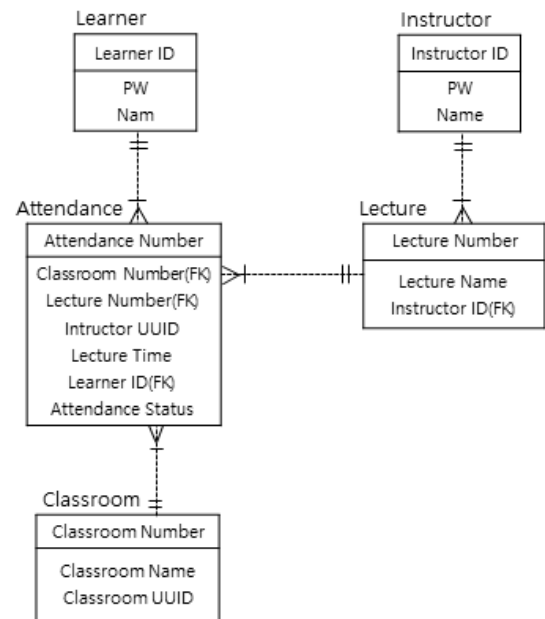 Learner
Learner ID
PW
Nam
Instructor
Instructor ID
PW
Name
Attendance
Attendance Number
Classroom Number(FK)
Lecture Number(FK)
Intructor UUID
Lecture Time
Learner ID(FK)
Attendance Status
Lecture
Lecture Number
Lecture Name
Instructor ID(FK)
Classroom
Classroom Number
Classroom Name
Classroom UUID